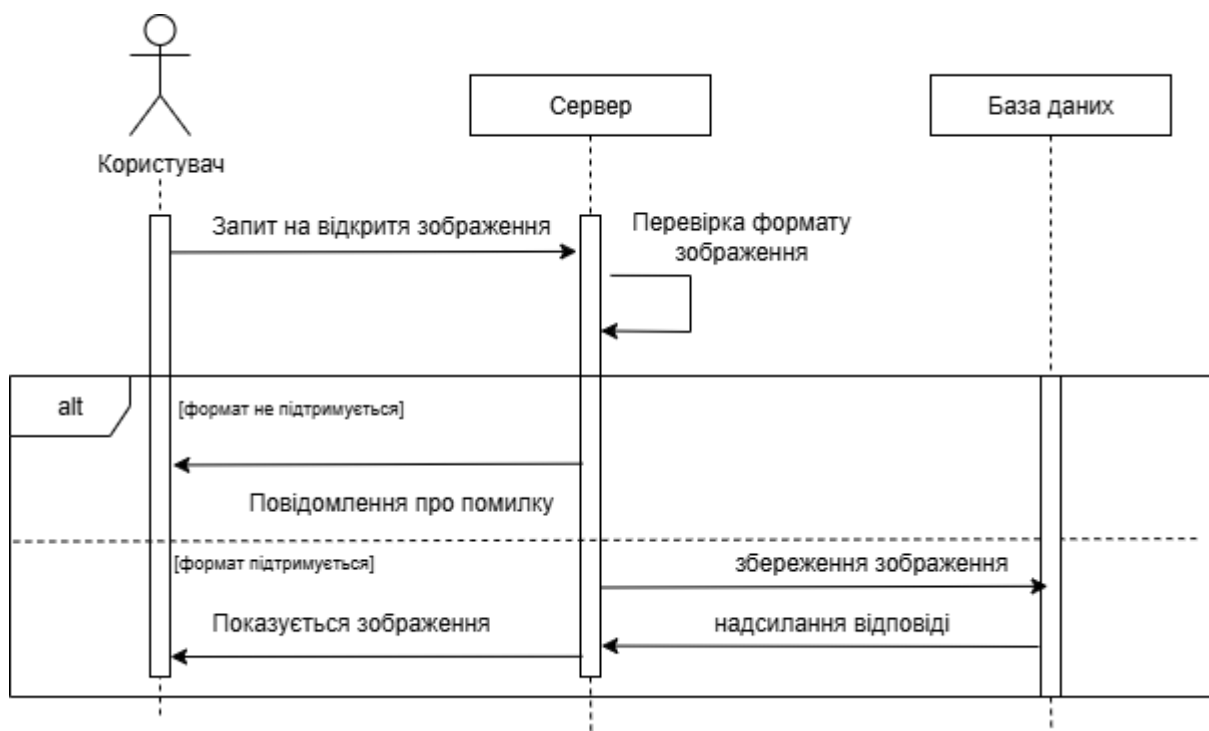 Користувач
Сервер
База даних
Запит на відкритя зображення
Перевірка формату
зображення
alt
[формат не підтримується]
Повідомлення про помилку
[формат підтримується]
збереження зображення
Показується зображення
надсилання відповіді